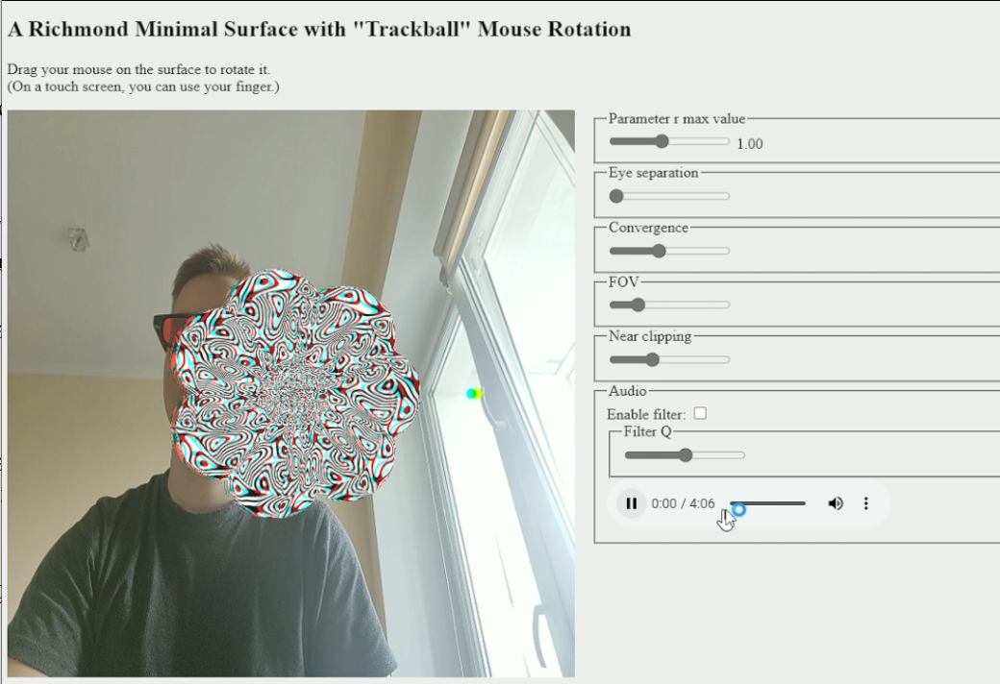 A Richmond Minimal Surface with "Trackball" Mouse Rotation
Drag your mouse on the surface to rotate it.
(On a touch screen, you can use your finger.)
Parameter r max value
1.00
Eye separation
Convergence
FOV
Near clipping
Audio
Enable filter:
Filter Q
0:00 / 4:06